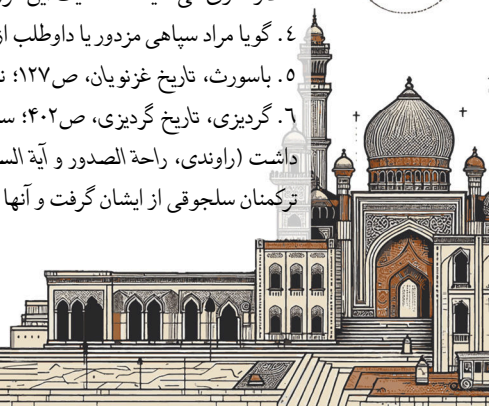 ۴. گویا مراد سپاهی مزدور یا داوطلب از
۵. باسورث، تاریخ غزنویان، ص۱۲۷؛
۶. گردیزی، تاریخ گردیزی، ص۴۰۲؛
داشت (راوندی، راحة الصدور و آیة
ترکمنان سلجوقی از ایشان گرفت و آنها